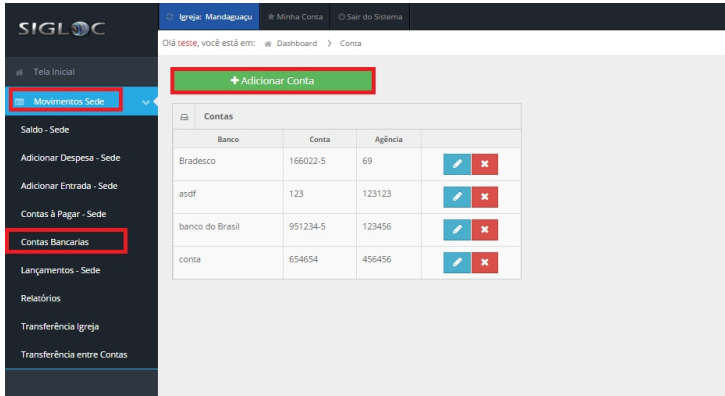 SIGLOC
Igreja: Mandaguaçu Minha Conta Sair do Sistema
Olá teste, você está em: Dashboard > Conta
Tela Inicial
Movimentos Sede
Saldo - Sede
Adicionar Despesa - Sede
Adicionar Entrada - Sede
Contas à Pagar - Sede
Contas Bancarias
Lançamentos - Sede
Relatórios
Transferência Igreja
Transferência entre Contas
+ Adicionar Conta
Contas
Banco Conta Agência
Bradesco 166022-5 69
asdf 123 123123
banco do Brasil 951234-5 123456
conta 654654 456456